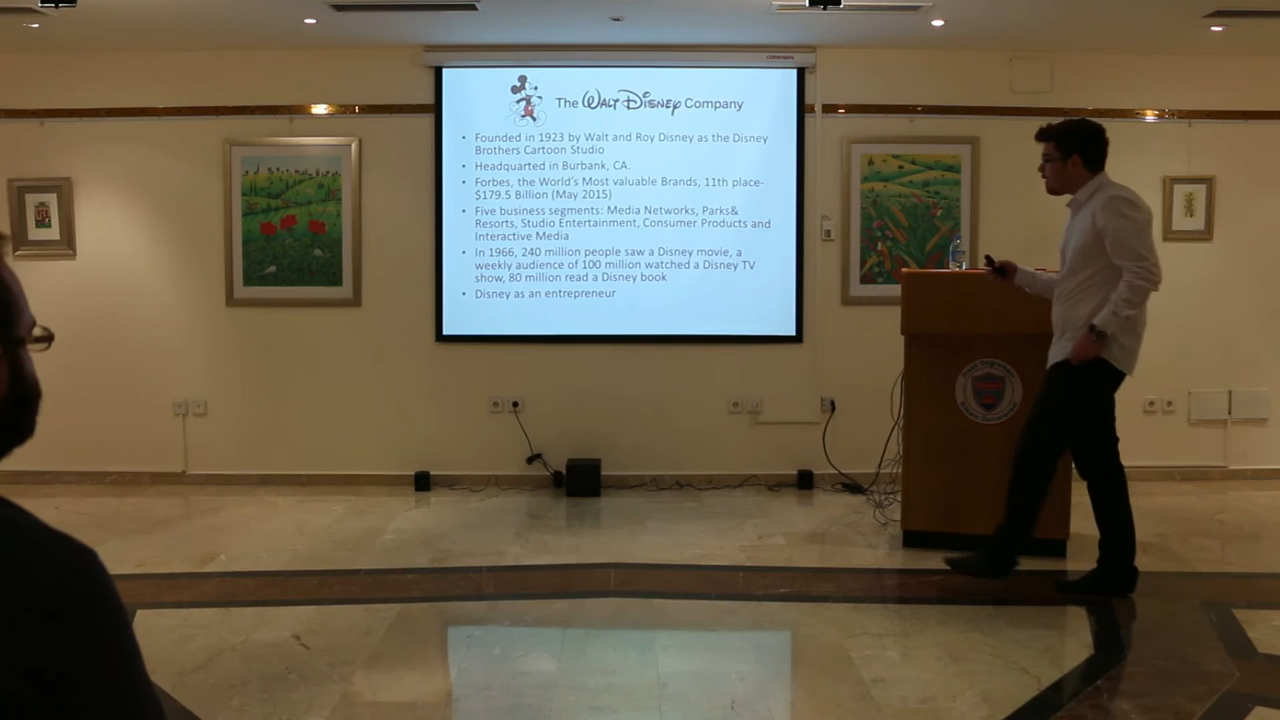 The Walt Disney Company
• Founded in 1923 by Walt and Roy Disney as the Disney
Brothers Cartoon Studio
• Headquarted in Burbank, CA.
• Forbes, the World's Most valuable Brands, 11th place-
$179.5 Billion (May 2015)
• Five business segments: Media Networks, Parks&
Resorts, Studio Entertainment, Consumer Products and
Interactive Media
• In 1966, 240 million people saw a Disney movie, a
weekly audience of 100 million watched a Disney TV
show, 80 million read a Disney book
• Disney as an entrepreneur